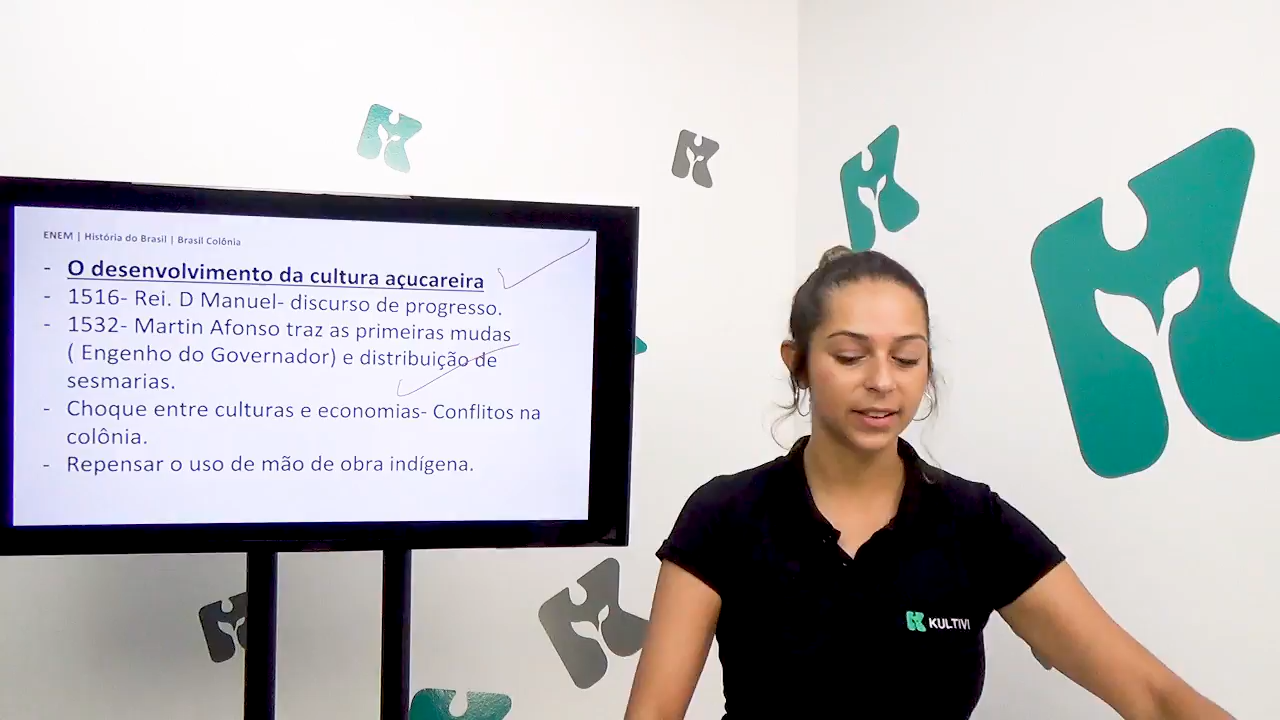 ENEM | História do Brasil | Brasil Colônia
- O desenvolvimento da cultura açucareira
- 1516- Rei. D Manuel- discurso de progresso.
- 1532- Martin Afonso traz as primeiras mudas
( Engenho do Governador) e distribuição de
sesmarias.
- Choque entre culturas e economias- Conflitos na
colônia.
- Repensar o uso de mão de obra indígena.
KULTIVI